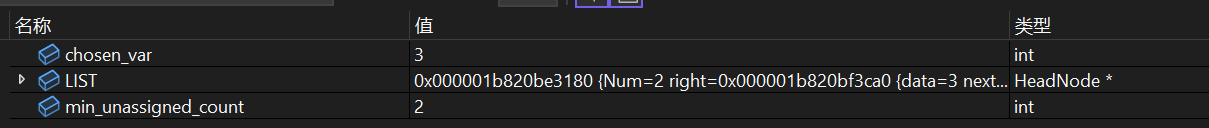 名称 值 类型
chosen_var 3 int
LIST 0x000001b820be3180 {Num=2 right=0x000001b820bf3ca0 {data=3 next... HeadNode *
min_unassigned_count 2 int